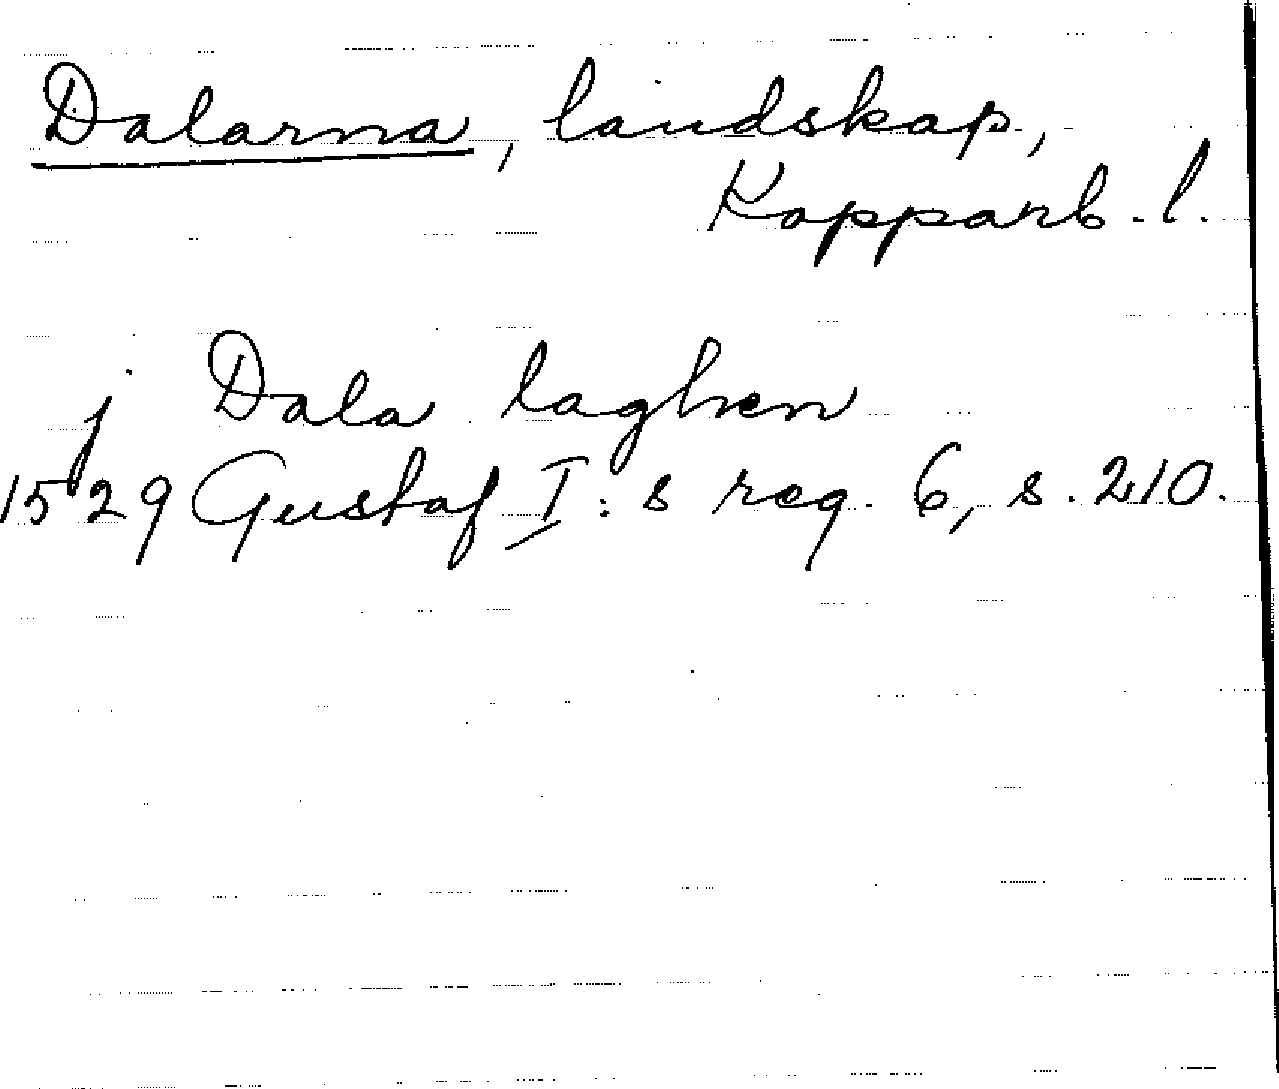 Dalarna, landskap,
Kopparb. l.
j Dala laghen
1529 Gustaf I:s reg. 6, s. 210.